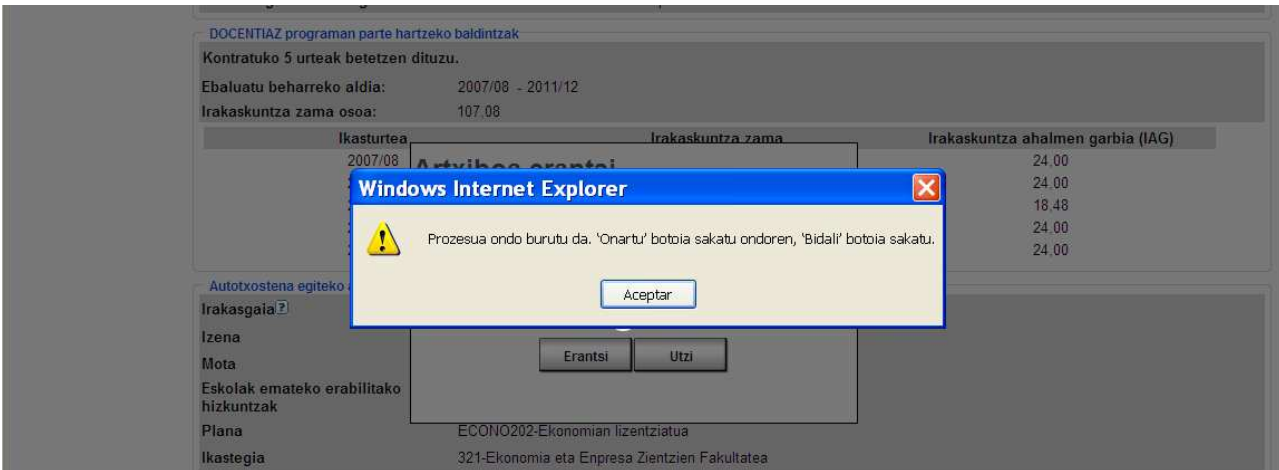 DOCENTIAZ programan parte hartzeko baldintzak
Kontratuko 5 urteak betetzen dituzu.
Ebaluatu beharreko aldia: 2007/08 - 2011/12
Irakaskuntza zama osoa: 107,08
Ikasturtea Irakaskuntza zama Irakaskuntza ahalmen garbia (IAG)
2007/08 24,00
Artxiboa erantsi
Windows Internet Explorer
24,00
18,48
Prozesua ondo burutu da. 'Onartu' botoia sakatu ondoren, 'Bidali' botoia sakatu.
24,00
24,00
Aceptar
Autotxostena egiteko
Irakasgaia
Izena
Erantsi Utzi
Mota
Eskolak emateko erabilitako
hizkuntzak
Plana ECONO202-Ekonomian lizentziatua
Ikastegia 321-Ekonomia eta Enpresa Zientzien Fakultatea